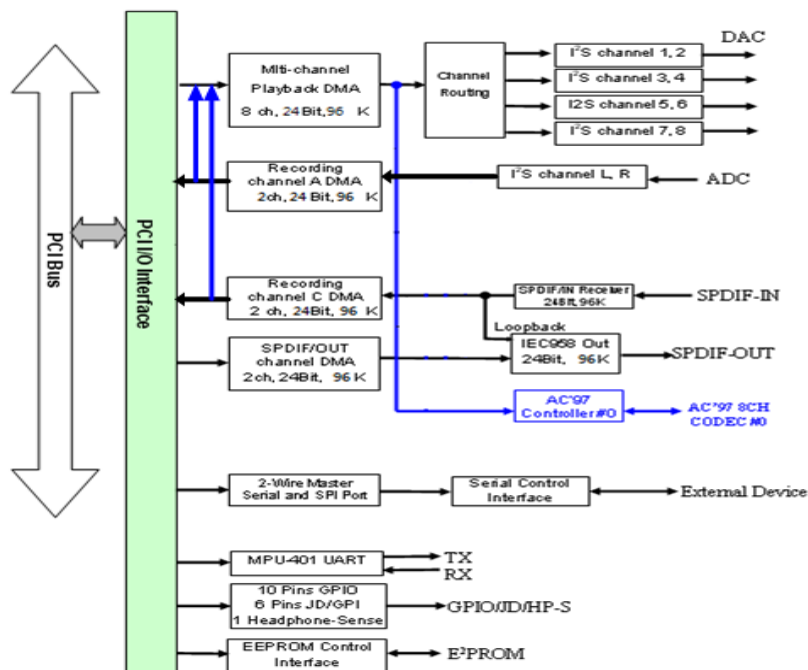 PCI Bus
PCI I/O Interface
Mlti-channel
Playback DMA
8 ch, 24Bit, 96 K
Channel
Routing
I²S channel 1, 2
I²S channel 3, 4
I2S channel 5, 6
I²S channel 7, 8
DAC
Recording
channel A DMA
2ch, 24 Bit, 96 K
I²S channel L, R
ADC
Recording
channel C DMA
2 ch, 24Bit, 96 K
SPDIF/IN Receiver
24Bit, 96K
SPDIF-IN
Loopback
SPDIF/OUT
channel DMA
2ch, 24Bit, 96 K
IEC958 Out
24Bit, 96K
SPDIF-OUT
AC'97
Controller#0
AC'97 8CH
CODEC #0
2-Wire Master
Serial and SPI Port
Serial Control
Interface
External Device
MPU-401 UART
TX
RX
10 Pins GPIO
6 Pins JD/GPI
1 Headphone-Sense
GPIO/JD/HP-S
EEPROM Control
Interface
E²PROM